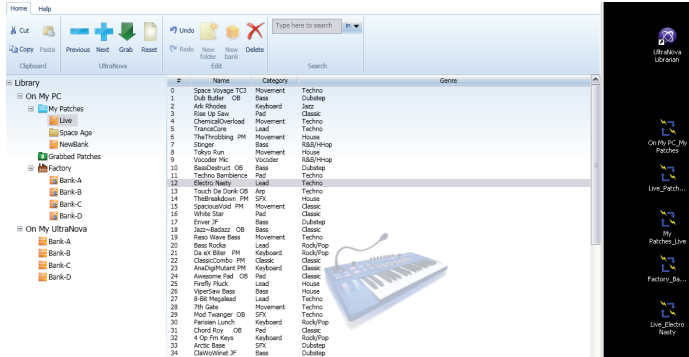 Home Help
Cut
Copy Paste
Clipboard
Previous Next Grab Reset
UltraNova
Undo
Redo New folder New bank Delete
Edit
Type here to search in
Search
Library
On My PC
My Patches
Live
Space Age
NewBank
Grabbed Patches
Factory
Bank-A
Bank-B
Bank-C
Bank-D
On My UltraNova
Bank-A
Bank-B
Bank-C
Bank-D
# Name Category Genre
0 Space Voyage TC3 Movement Techno
1 Dub Butler OB Bass Dubstep
2 Ark Rhodes Keyboard Jazz
3 Rise Up Saw Pad Classic
4 ChemicalOverload Movement Techno
5 TranceCore Lead Techno
6 TheThrobbing PM Movement House
7 Stinger Bass R&B/HHop
8 Tokyo Run Movement House
9 Vocoder Mic Vocoder R&B/HHop
10 BassDestruct OB Bass Dubstep
11 Techno Bambience Pad Techno
12 Electro Nasty Lead Techno
13 Touch Da Donk OB Arp Techno
14 TheBreakdown PM SFX House
15 SpaciousVoid PM Movement Classic
16 White Star Pad Classic
17 Enver JF Bass Dubstep
18 Jazz~Badazz OB Bass Classic
19 Reso Wave Bass Movement Techno
20 Bass Rocka Lead Rock/Pop
21 Da eX Biter PM Keyboard Rock/Pop
22 ClassicCombo PM Classic Classic
23 AnaDigiMutant PM Keyboard Classic
24 Awesome Pad OB Pad Classic
25 Firefly Pluck Lead House
26 ViperSaw Bass Bass House
27 8-Bit Megalead Lead Techno
28 7th Gate Movement Techno
29 Mod Twanger OB SFX Techno
30 Parisian Lunch Keyboard Rock/Pop
31 Chord Roy OB Pad Classic
32 4 Op Fm Keys Keyboard Rock/Pop
33 Arctic Base SFX Dubstep
34 ClaWoWinet JF Bass Dubstep
UltraNova
Librarian
On My PC_My
Patches
Live_Patch...
My
Patches_Live
Factory_Ba...
Live_Electro
Nasty